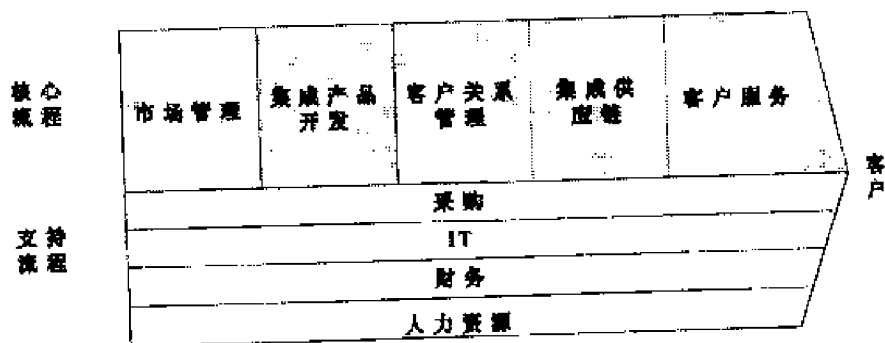 核心
流程
市场管理
集成产品
开发
客户关系
管理
集成供
应链
客户服务
客
户
采购
支持
流程
IT
财务
人力资源